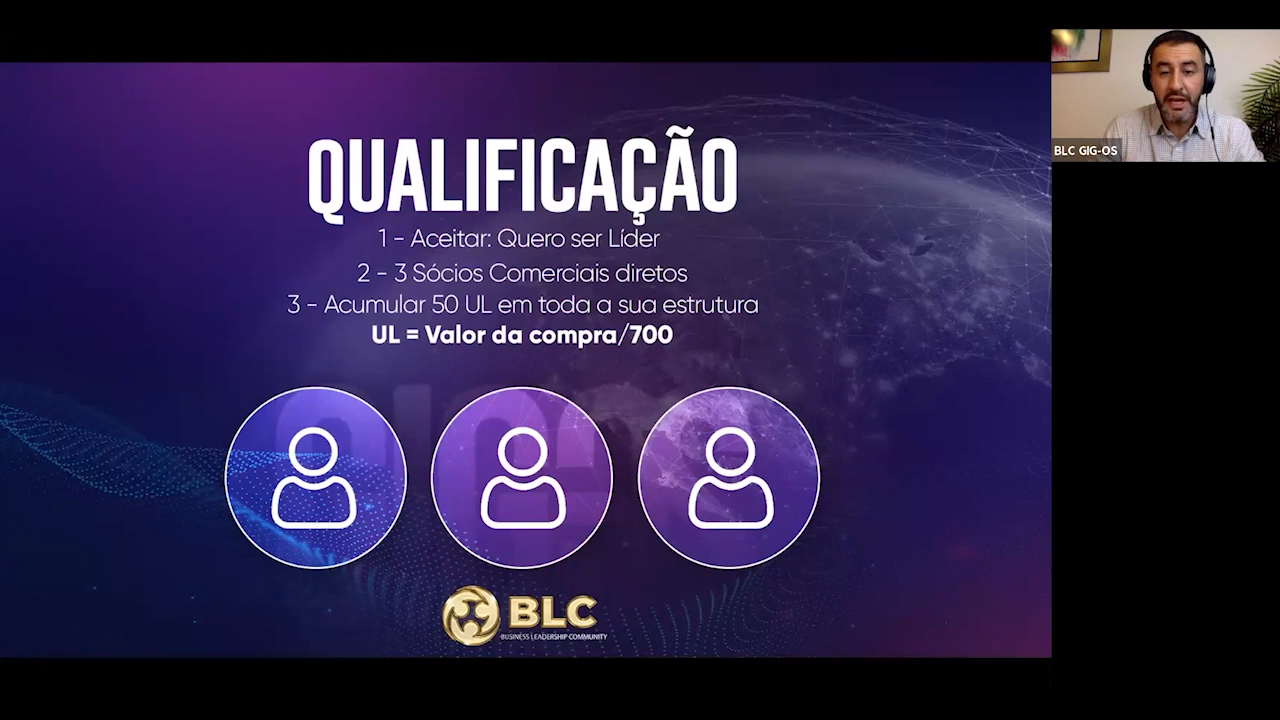 QUALIFICAÇÃO
1 - Aceitar: Quero ser Líder
2 - 3 Sócios Comerciais diretos
3 - Acumular 50 UL em toda a sua estrutura
UL = Valor da compra/700
BLC
BUSINESS LEADERSHIP COMMUNITY
BLC GIG-OS